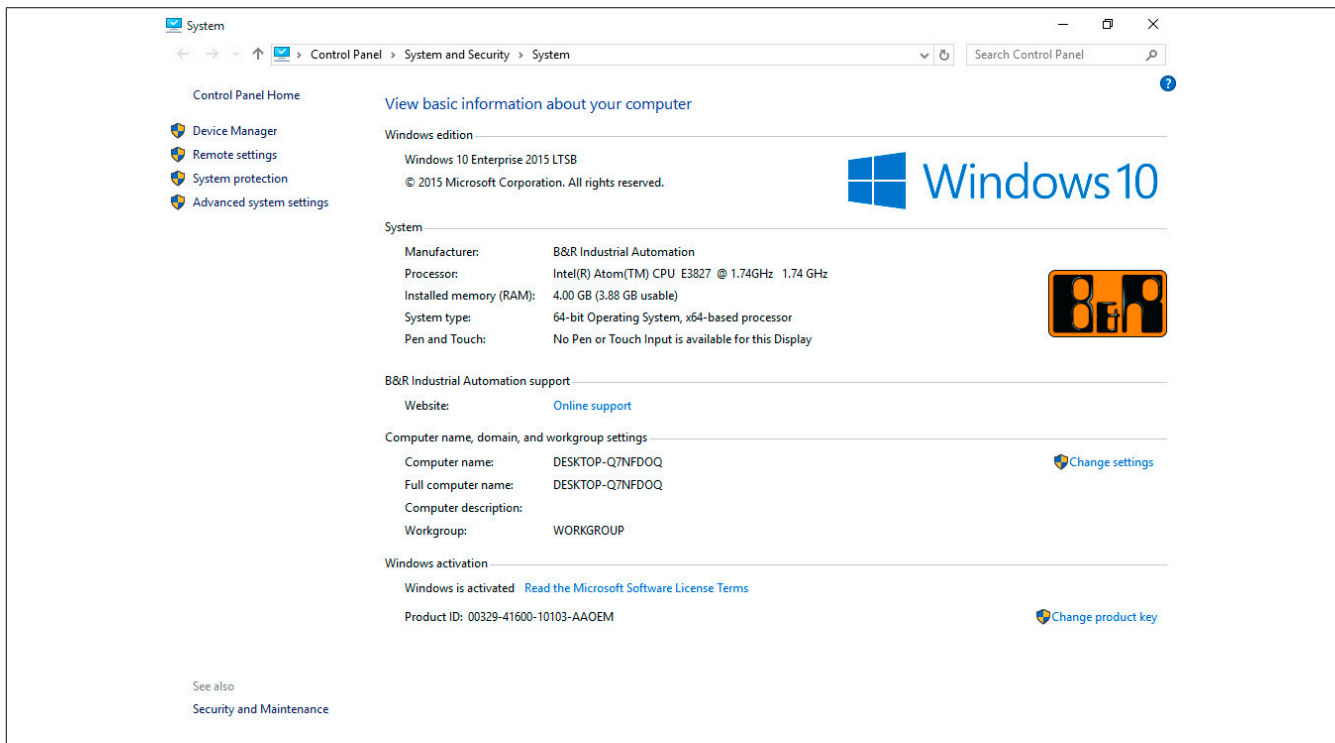 System
Control Panel > System and Security > System
Search Control Panel
?
Control Panel Home
Device Manager
Remote settings
System protection
Advanced system settings
View basic information about your computer
Windows edition
Windows 10 Enterprise 2015 LTSB
© 2015 Microsoft Corporation. All rights reserved.
Windows 10
System
Manufacturer: B&R Industrial Automation
Processor: Intel(R) Atom(TM) CPU E3827 @ 1.74GHz 1.74 GHz
Installed memory (RAM): 4.00 GB (3.88 GB usable)
System type: 64-bit Operating System, x64-based processor
Pen and Touch: No Pen or Touch Input is available for this Display
B&R
B&R Industrial Automation support
Website: Online support
Computer name, domain, and workgroup settings
Computer name: DESKTOP-Q7NFDOQ
Change settings
Full computer name: DESKTOP-Q7NFDOQ
Computer description:
Workgroup: WORKGROUP
Windows activation
Windows is activated Read the Microsoft Software License Terms
Product ID: 00329-41600-10103-AAOEM
Change product key
See also
Security and Maintenance